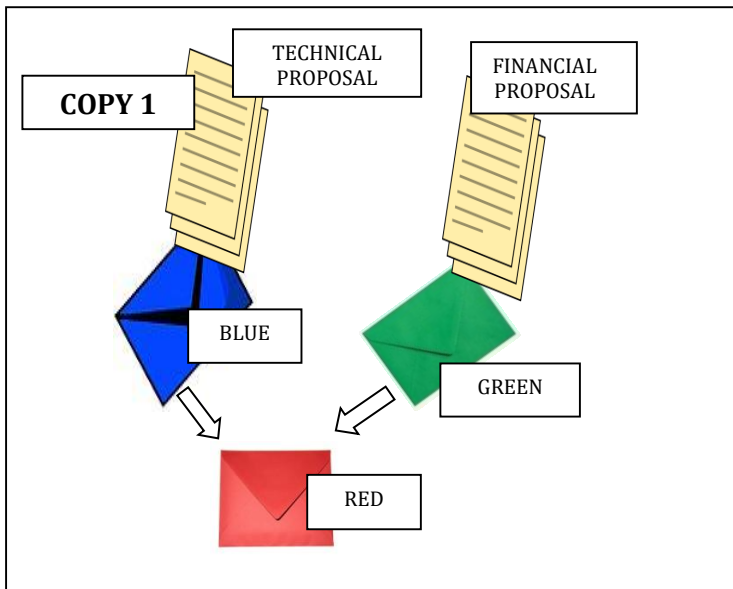 TECHNICAL
PROPOSAL
FINANCIAL
PROPOSAL
COPY 1
BLUE
GREEN
RED